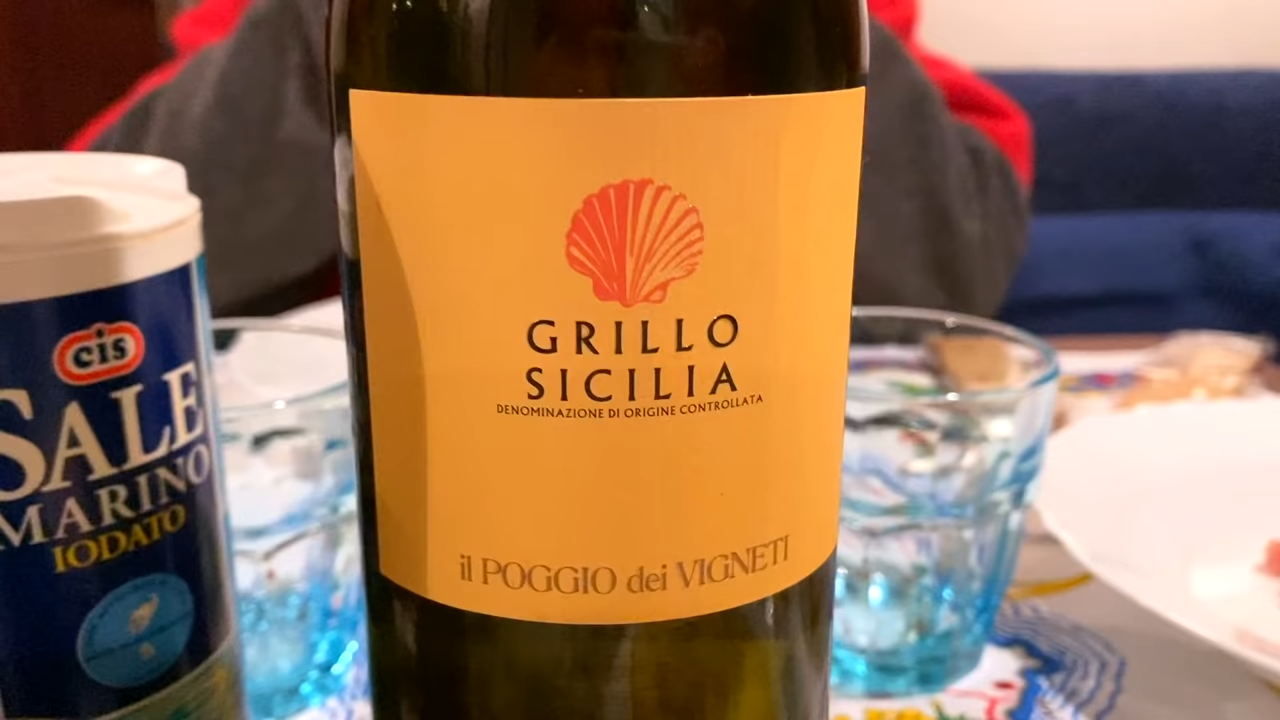 cis
SALE
MARINO
IODATO
GRILLO
SICILIA
DENOMINAZIONE DI ORIGINE CONTROLLATA
il POGGIO dei VIGNETI